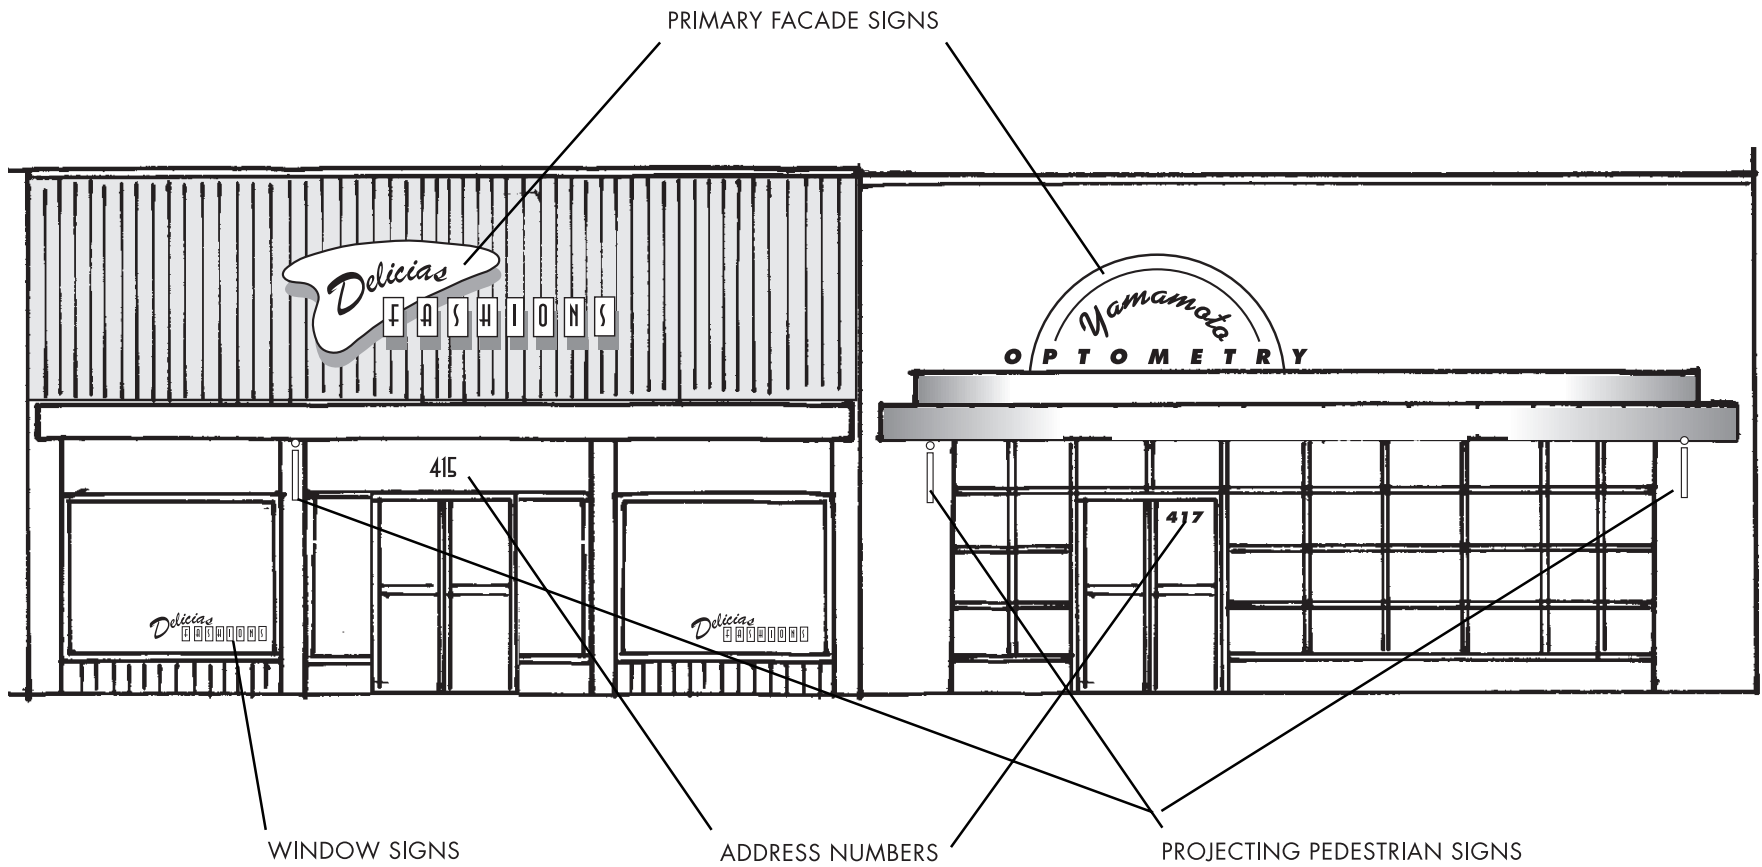 PRIMARY FACADE SIGNS
Delicias
FASHIONS
Yamamoto
OPTOMETRY
415
417
Delicias
FASHIONS
Delicias
FASHIONS
WINDOW SIGNS
ADDRESS NUMBERS
PROJECTING PEDESTRIAN SIGNS